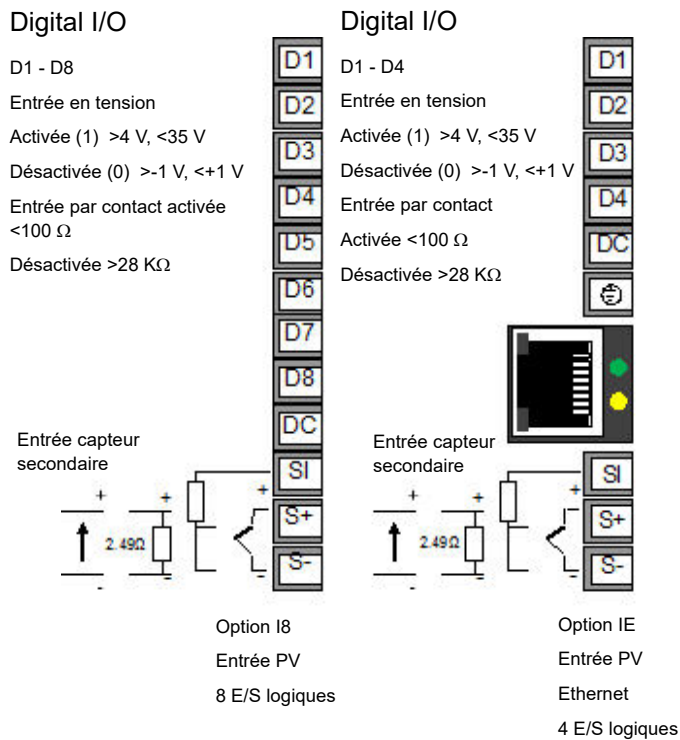 Digital I/O
D1 - D8
Entrée en tension
Activée (1) >4 V, <35 V
Désactivée (0) >-1 V, <+1 V
Entrée par contact activée
<100 Ω
Désactivée >28 KΩ
D1
D2
D3
D4
D5
D6
D7
D8
DC
SI
S+
S-
Entrée capteur
secondaire
+
+
+
2.49Ω
-
-
-
Option I8
Entrée PV
8 E/S logiques
Digital I/O
D1 - D4
Entrée en tension
Activée (1) >4 V, <35 V
Désactivée (0) >-1 V, <+1 V
Entrée par contact
Activée <100 Ω
Désactivée >28 KΩ
D1
D2
D3
D4
DC
SI
S+
S-
Entrée capteur
secondaire
+
+
+
2.49Ω
-
-
-
Option IE
Entrée PV
Ethernet
4 E/S logiques